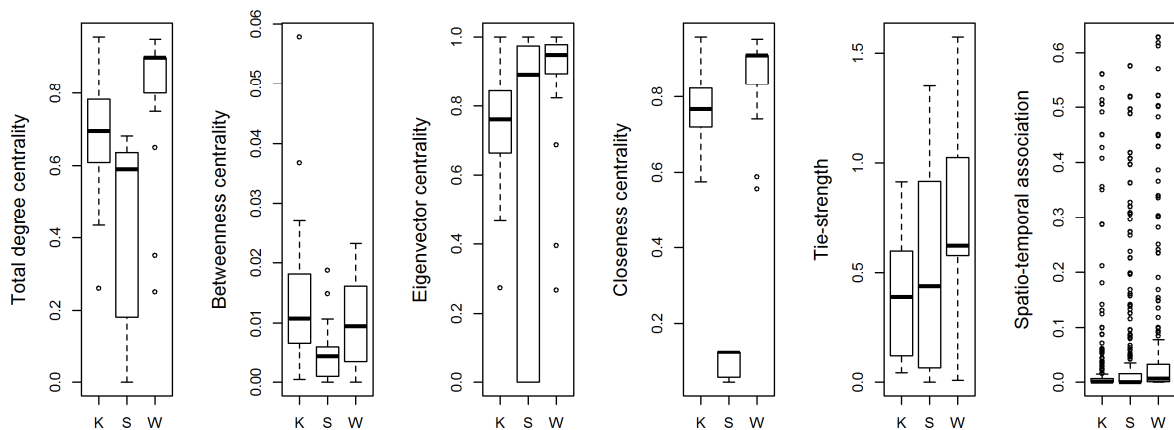 Total degree centrality
0.0 0.2 0.4 0.6 0.8
K S W
Betweenness centrality
0.00 0.01 0.02 0.03 0.04 0.05 0.06
K S W
Eigenvector centrality
0.0 0.2 0.4 0.6 0.8 1.0
K S W
Closeness centrality
0.2 0.4 0.6 0.8
K S W
Tie-strength
0.0 0.5 1.0 1.5
K S W
Spatio-temporal association
0.0 0.1 0.2 0.3 0.4 0.5 0.6
K S W